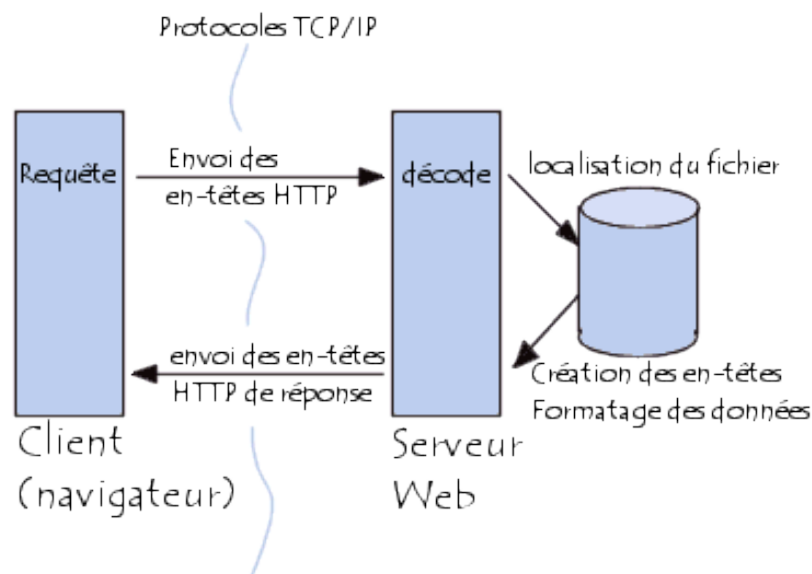 Protocoles TCP/IP
Requête
Envoi des
en-têtes HTTP
décode
localisation du fichier
envoi des en-têtes
HTTP de réponse
Création des en-têtes
Formatage des données
Client
(navigateur)
Serveur
Web